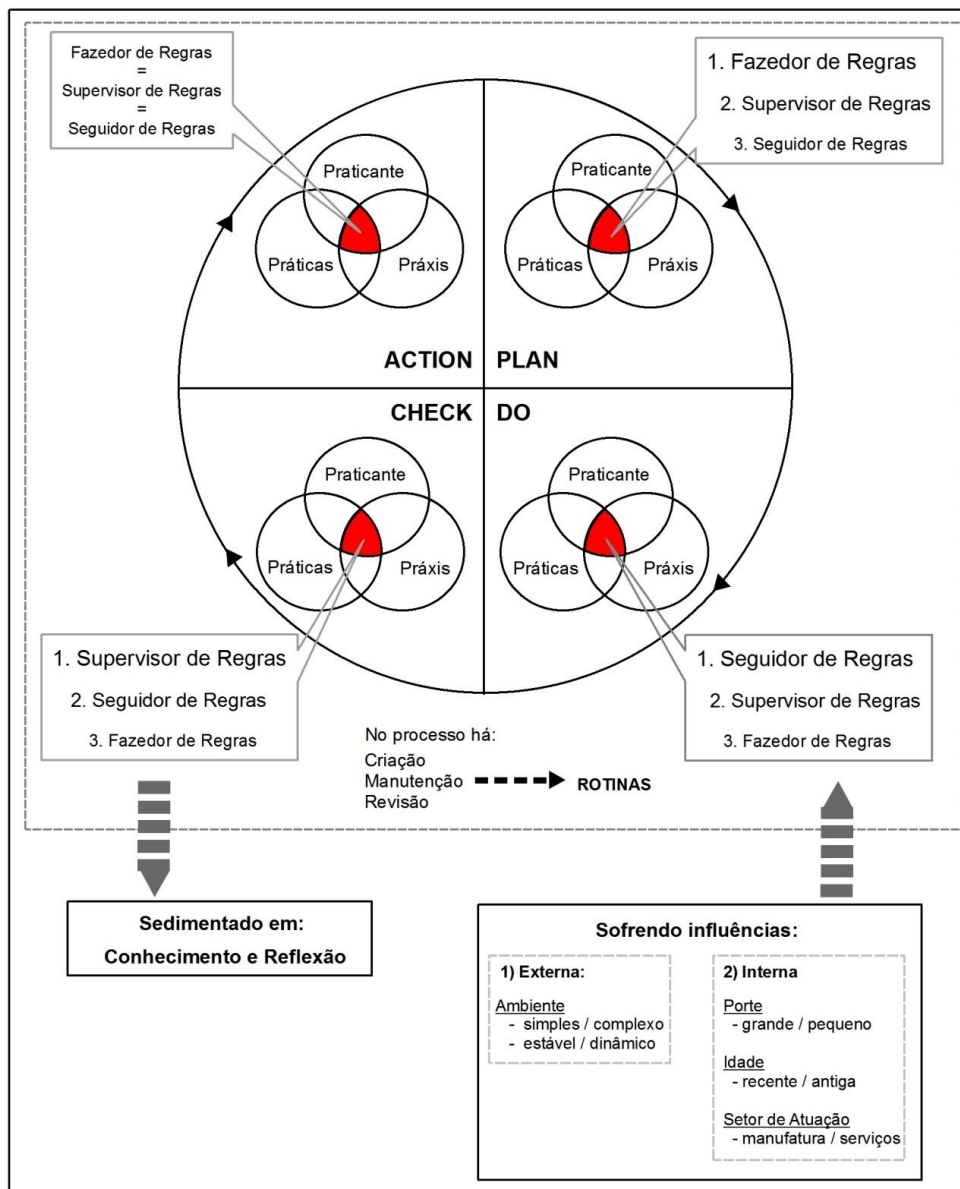 Fazedor de Regras
=
Supervisor de Regras
=
Seguidor de Regras
1. Fazedor de Regras
2. Supervisor de Regras
3. Seguidor de Regras
Praticante
Práticas
Práxis
Praticante
Práticas
Práxis
ACTION
PLAN
CHECK
DO
Praticante
Práticas
Práxis
Praticante
Práticas
Práxis
1. Supervisor de Regras
2. Seguidor de Regras
3. Fazedor de Regras
1. Seguidor de Regras
2. Supervisor de Regras
3. Fazedor de Regras
No processo há:
Criação
Manutenção
Revisão
ROTINAS
Sedimentado em:
Conhecimento e Reflexão
Sofrendo influências:
1) Externa:
Ambiente
- simples / complexo
- estável / dinâmico
2) Interna
Porte
- grande / pequeno
Idade
- recente / antiga
Setor de Atuação
- manufatura / serviços